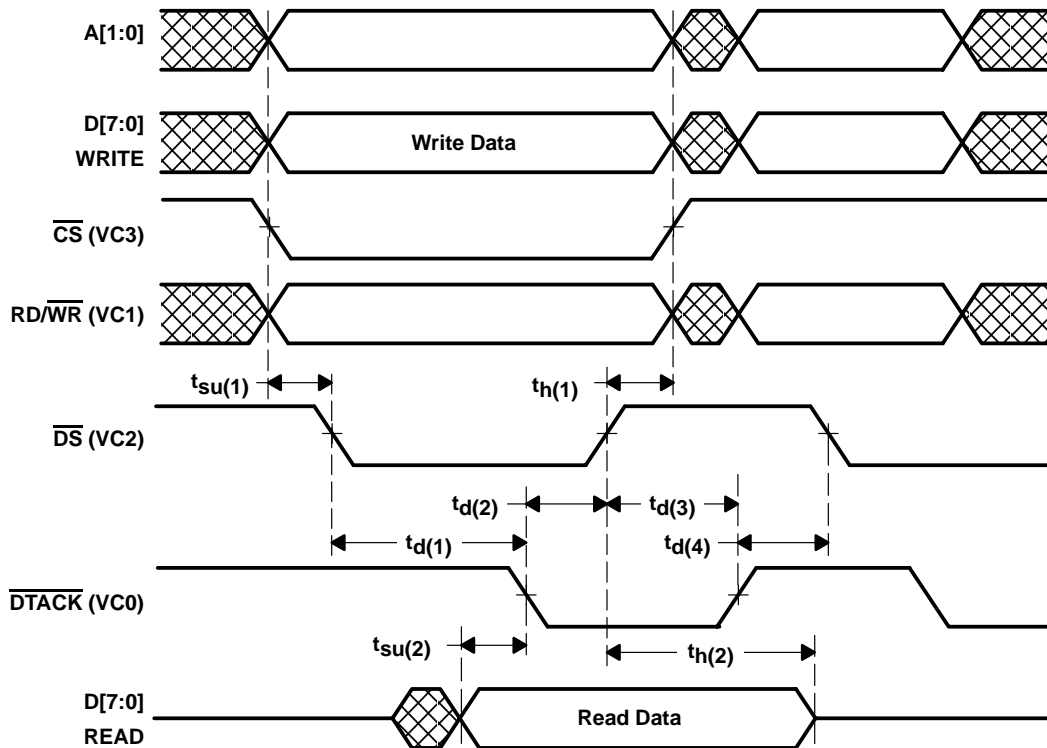 A[1:0]
D[7:0]
WRITE
Write Data
CS (VC3)
RD/WR (VC1)
tsu(1)
th(1)
DS (VC2)
td(2)
td(3)
td(1)
td(4)
DTACK (VC0)
tsu(2)
th(2)
D[7:0]
READ
Read Data